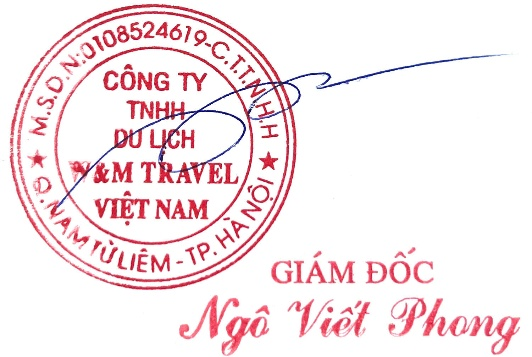 M.S.D.N:0108524619-C.T.T.N.H.H
CÔNG TY
TNHH
DU LỊCH
&M TRAVEL
VIỆT NAM
★ Q.NAM TỪ LIÊM - TP. HÀ NỘI ★
GIÁM ĐỐC
Ngô Viết Phong